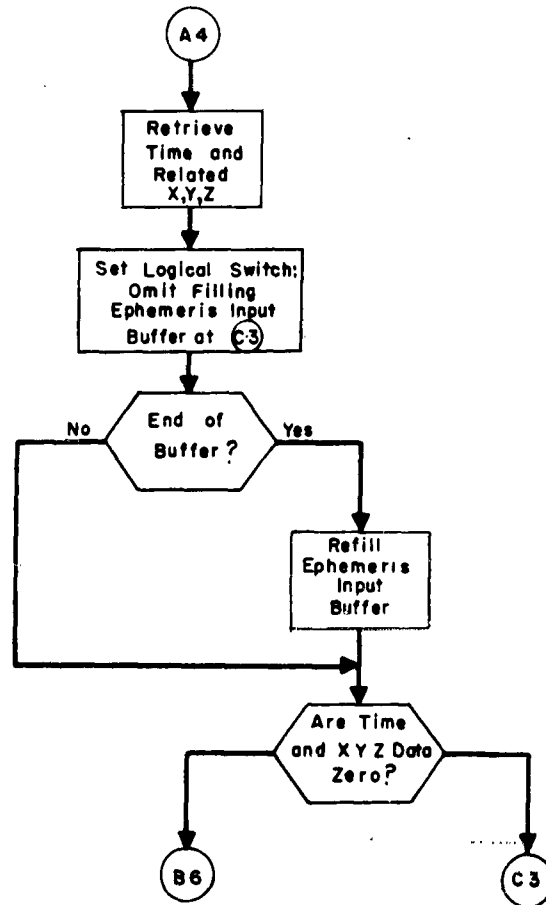 A4
Retrieve
Time and
Related
X,Y,Z
Set Logical Switch:
Omit Filling
Ephemeris Input
Buffer at C3
No
End of
Buffer?
Yes
Refill
Ephemeris
Input
Buffer
Are Time
and X Y Z Data
Zero?
B6
C3